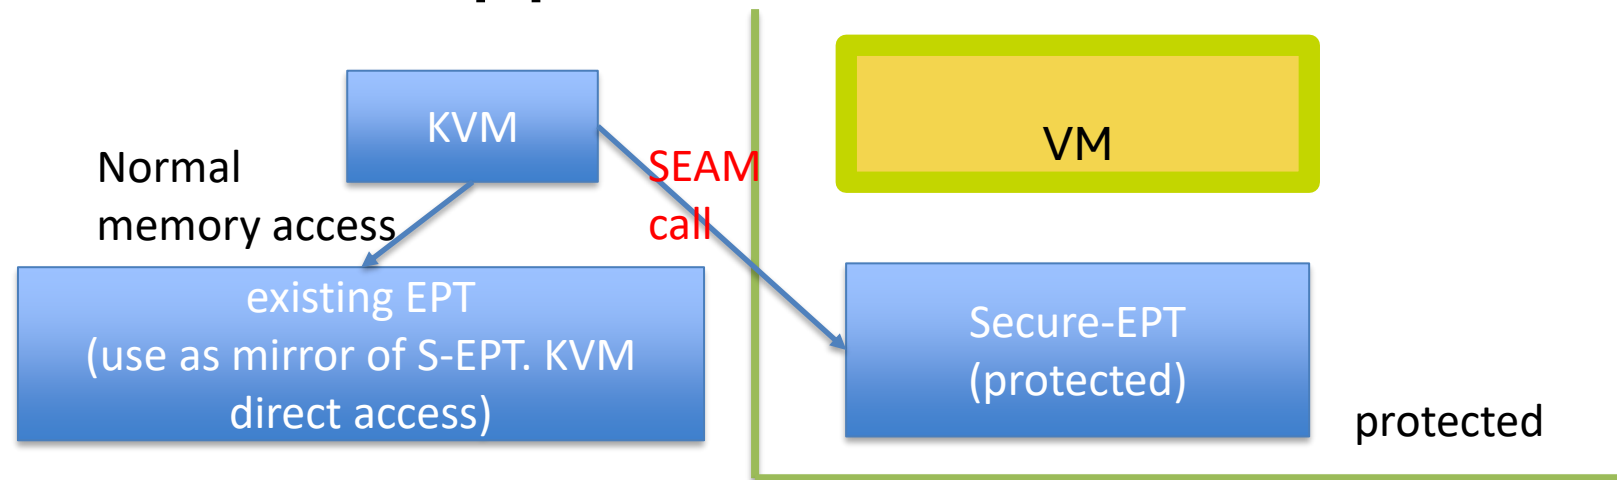 KVM
Normal
memory access
SEAM
call
VM
existing EPT
(use as mirror of S-EPT. KVM
direct access)
Secure-EPT
(protected)
protected